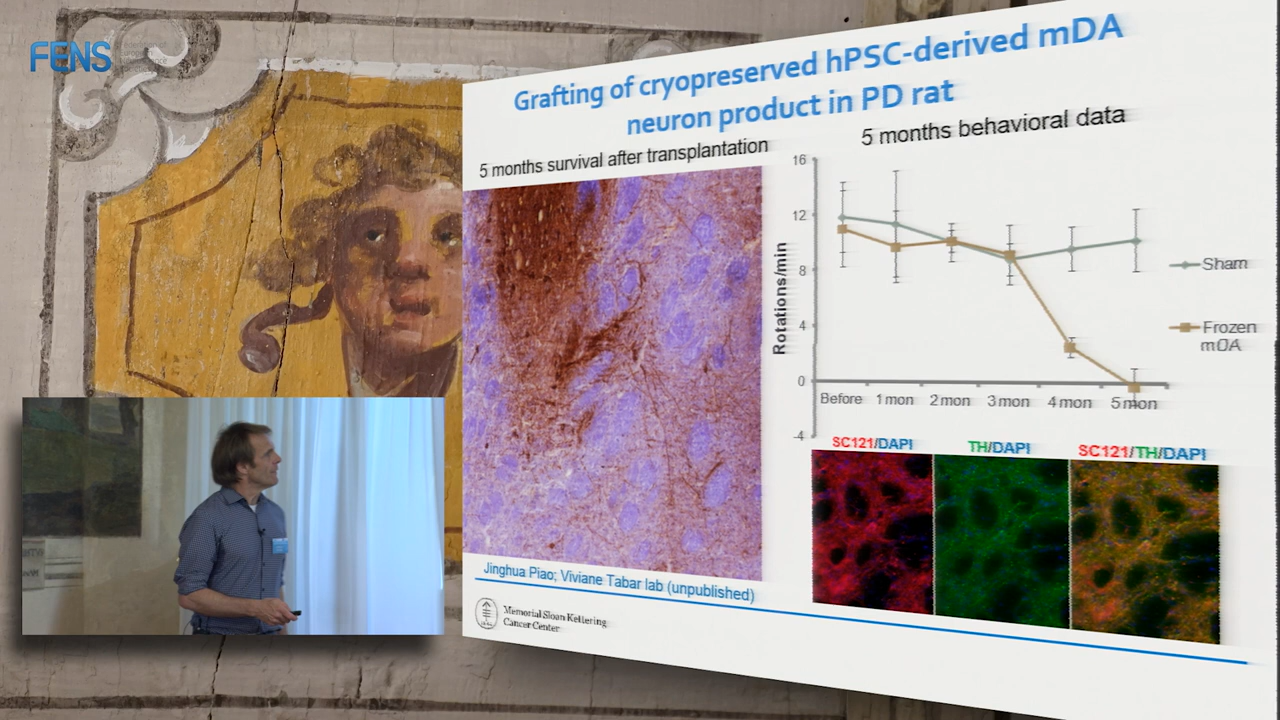 FENS
Grafting of cryopreserved hPSC-derived mDA
neuron product in PD rat
5 months survival after transplantation
5 months behavioral data
16
12
8
4
0
-4
Rotations/min
Before 1 mon 2 mon 3 mon 4 mon 5 mon
Sham
Frozen
mDA
SC121/DAPI
TH/DAPI
SC121/TH/DAPI
Jinghua Piao; Viviane Tabar lab (unpublished)
Memorial Sloan Kettering
Cancer Center